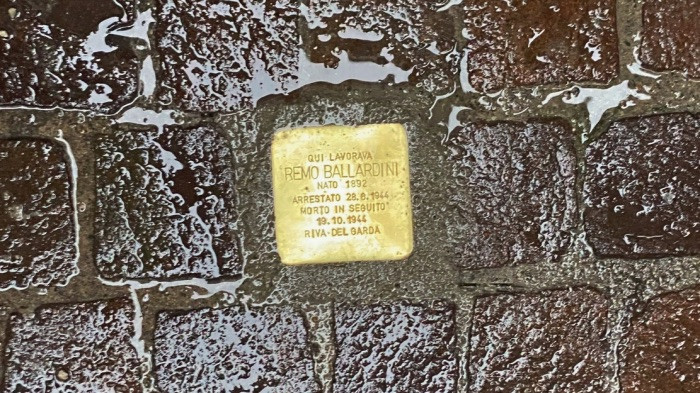 QUI LAVORAVA
REMO BALLARDINI
NATO 1892
ARRESTATO 28.6.1944
MORTO IN SEGUITO
19.10.1944
RIVA DEL GARDA